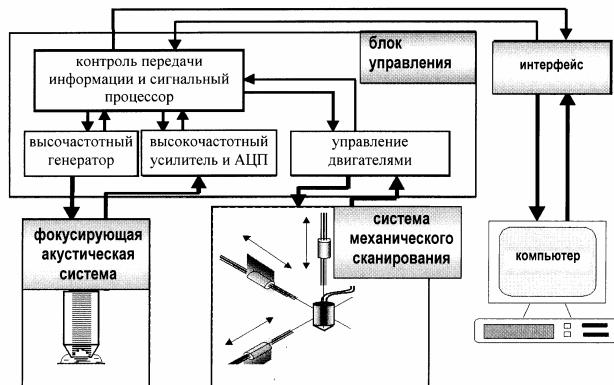 блок
управления
контроль передачи
информации и сигнальный
процессор
интерфейс
высочастотный
генератор
высокочастотный
усилитель и АЦП
управление
двигателями
фокусирующая
акустическая
система
система
механического
сканирования
компьютер